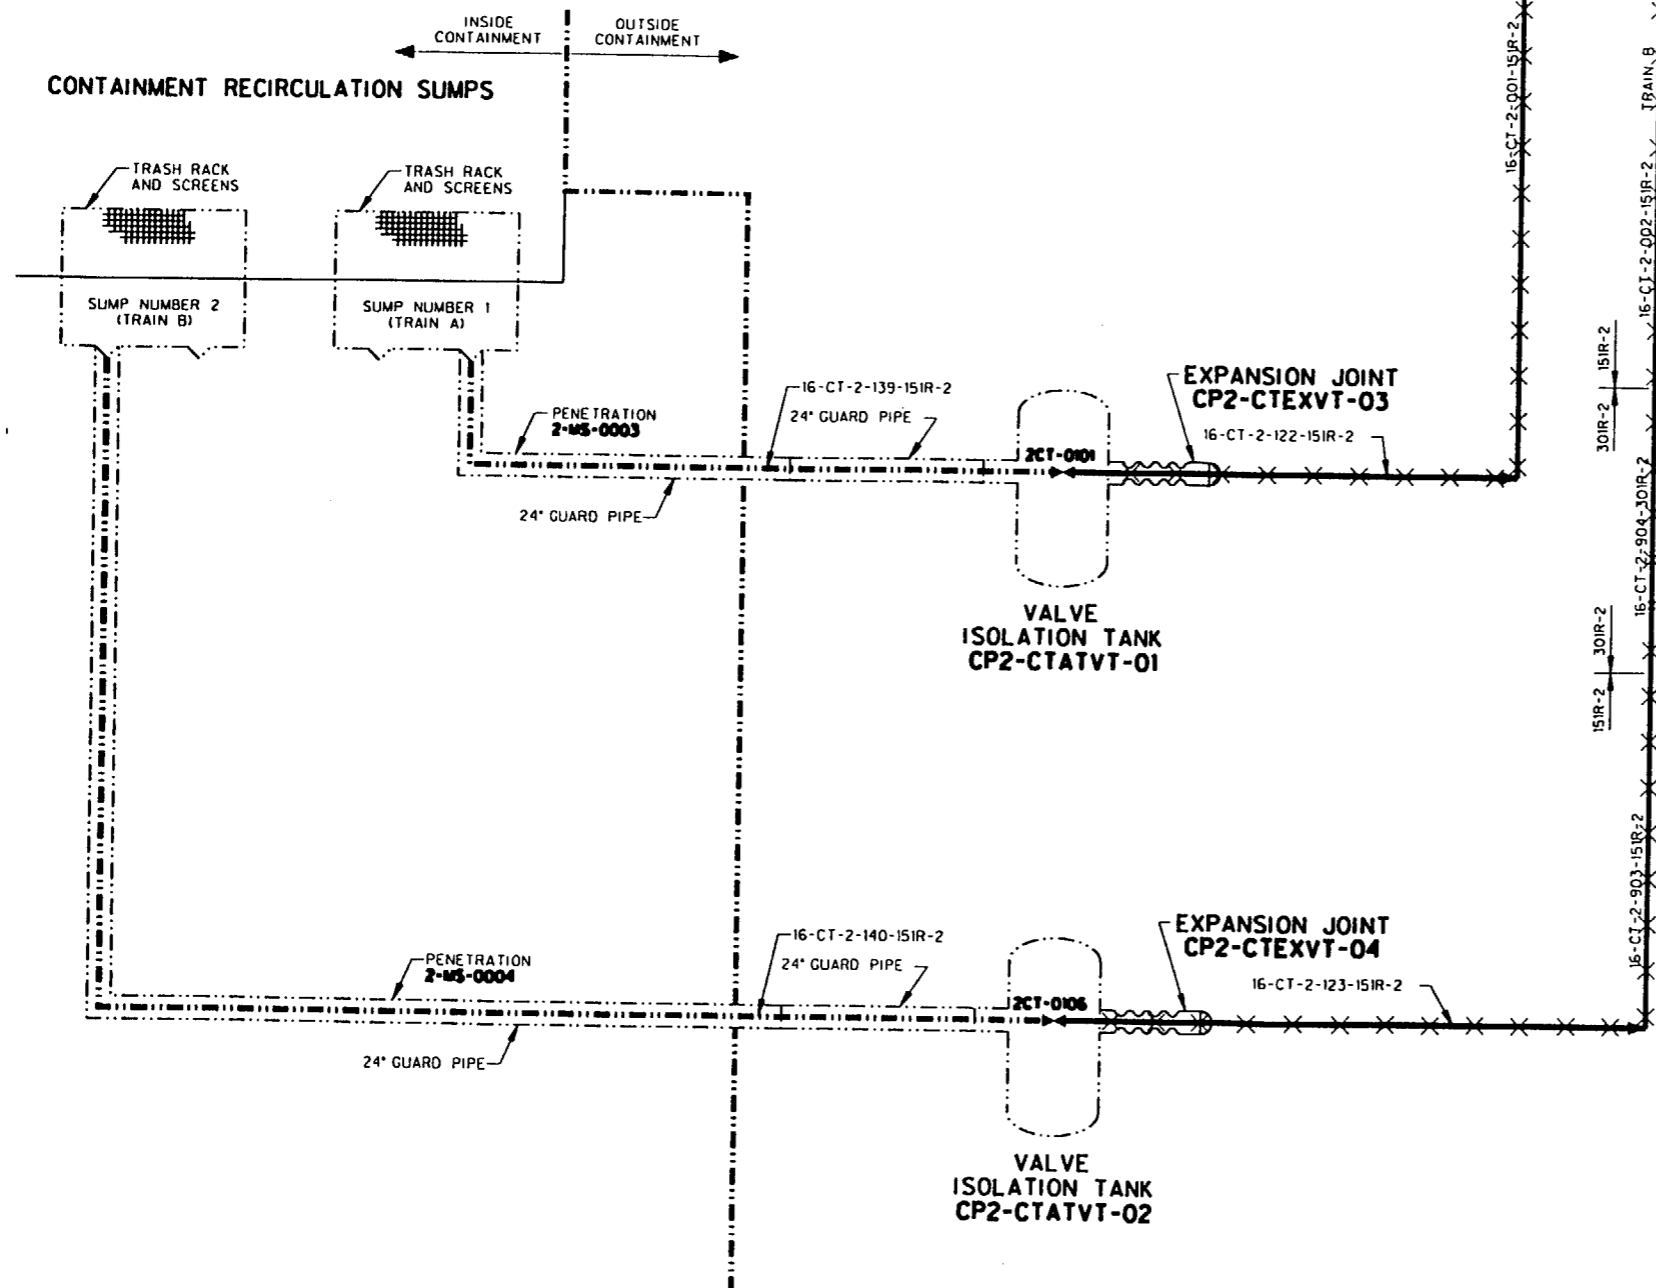 INSIDE
CONTAINMENT
OUTSIDE
CONTAINMENT
CONTAINMENT RECIRCULATION SUMPS
TRASH RACK
AND SCREENS
TRASH RACK
AND SCREENS
SUMP NUMBER 2
(TRAIN B)
SUMP NUMBER 1
(TRAIN A)
16-CT-2-001-151R-2
TRAIN B
16-CT-2-002-151R-2
151R-2
301R-2
16-CT-2-904-301R-2
301R-2
151R-2
16-CT-2-903-151R-2
PENETRATION
2-MS-0003
16-CT-2-139-151R-2
24" GUARD PIPE
24" GUARD PIPE
2CT-0101
EXPANSION JOINT
CP2-CTEXVT-03
16-CT-2-122-151R-2
VALVE
ISOLATION TANK
CP2-CTATVT-01
PENETRATION
2-MS-0004
16-CT-2-140-151R-2
24" GUARD PIPE
24" GUARD PIPE
2CT-0106
EXPANSION JOINT
CP2-CTEXVT-04
16-CT-2-123-151R-2
VALVE
ISOLATION TANK
CP2-CTATVT-02